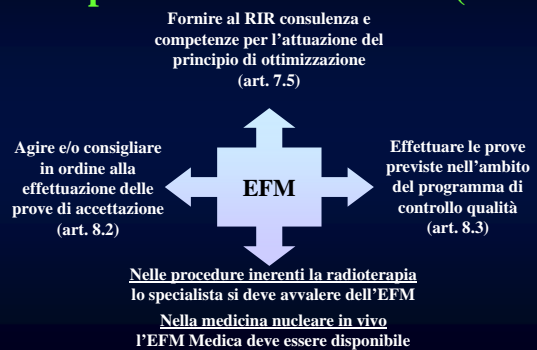 Fornire al RIR consulenza e
competenze per l'attuazione del
principio di ottimizzazione
(art. 7.5)
Agire e/o consigliare
in ordine alla
effettuazione delle
prove di accettazione
(art. 8.2)
EFM
Effettuare le prove
previste nell'ambito
del programma di
controllo qualità
(art. 8.3)
Nelle procedure inerenti la radioterapia
lo specialista si deve avvalere dell'EFM
Nella medicina nucleare in vivo
l'EFM Medica deve essere disponibile